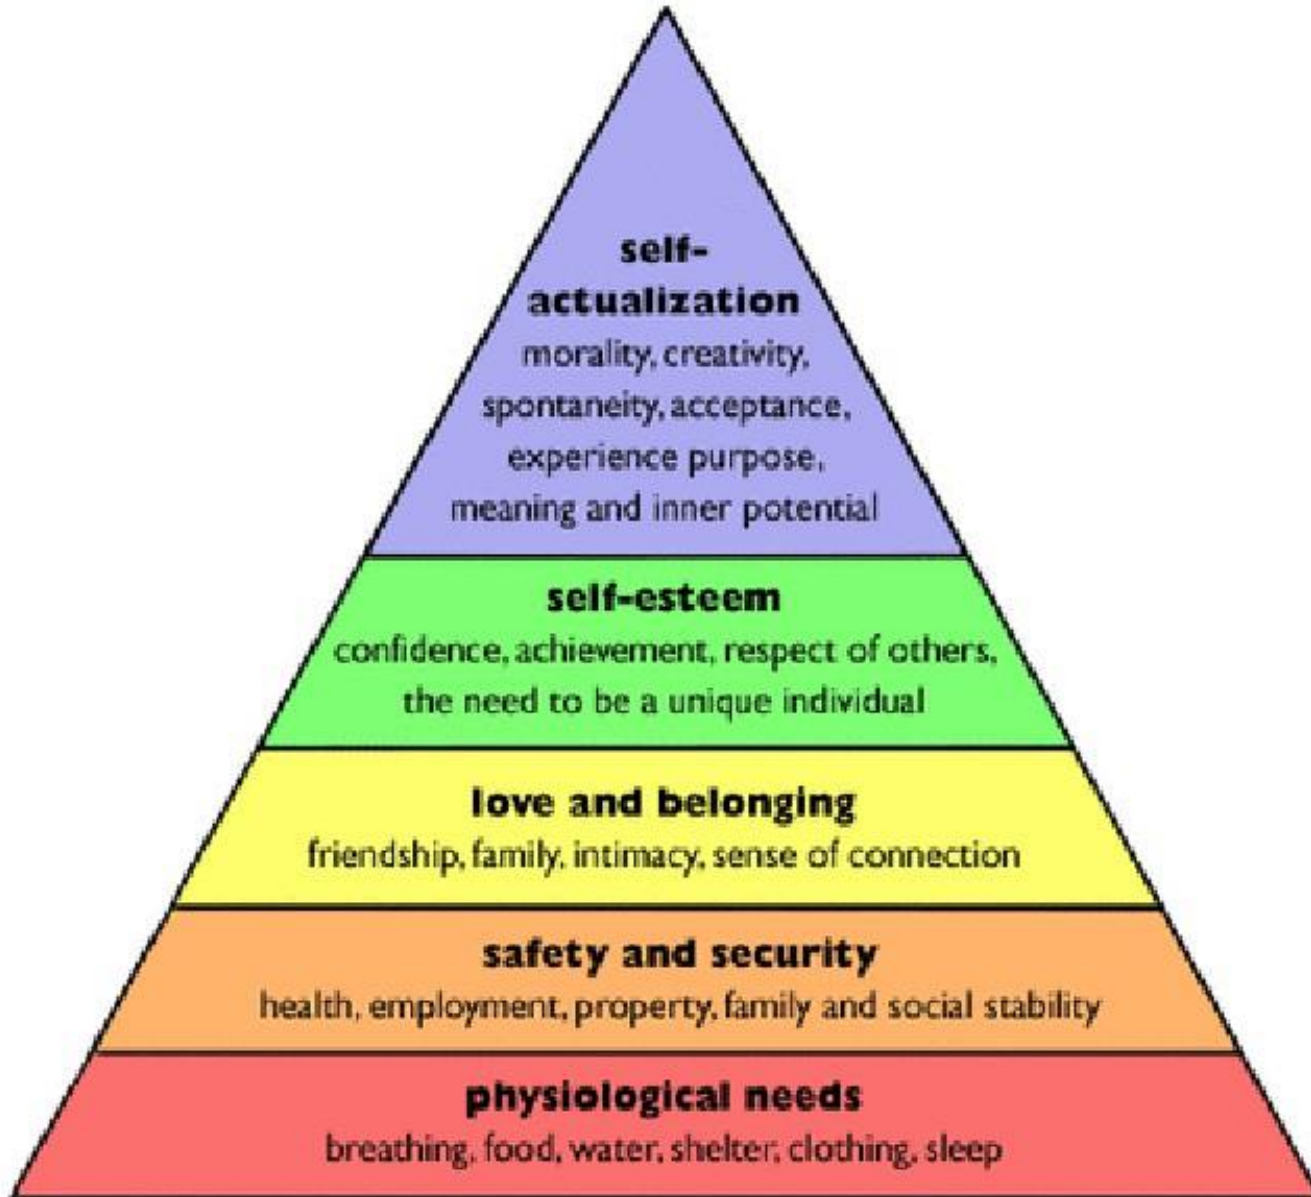 self-
actualization
morality, creativity,
spontaneity, acceptance,
experience purpose,
meaning and inner potential
self-esteem
confidence, achievement, respect of others,
the need to be a unique individual
love and belonging
friendship, family, intimacy, sense of connection
safety and security
health, employment, property, family and social stability
physiological needs
breathing, food, water, shelter, clothing, sleep